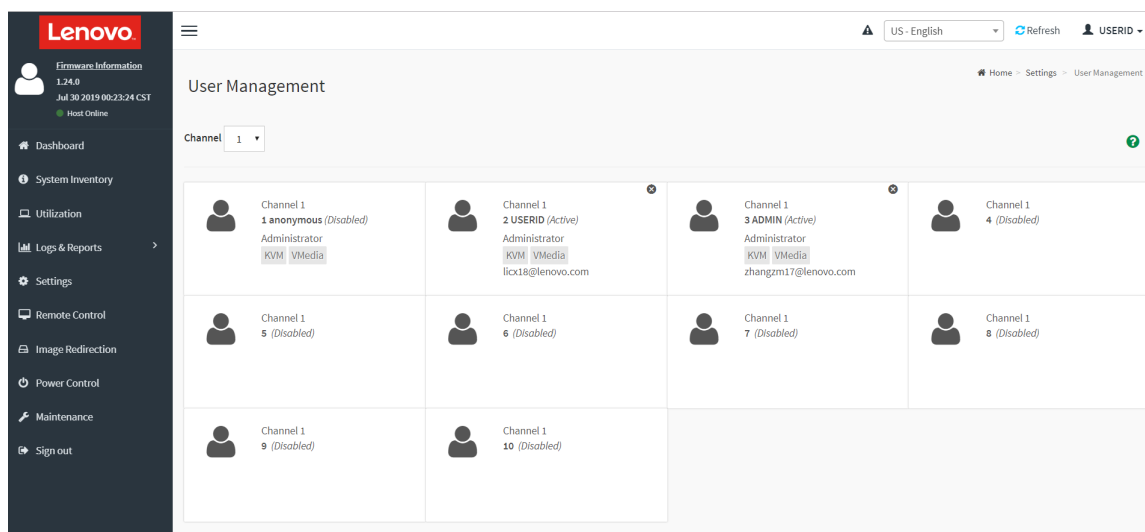 Lenovo
US - English
Refresh
USERID
Firmware Information
1.24.0
Jul 30 2019 00:23:24 CST
Host Online
Dashboard
System Inventory
Utilization
Logs & Reports
Settings
Remote Control
Image Redirection
Power Control
Maintenance
Sign out
User Management
Home > Settings > User Management
Channel 1
Channel 1
1 anonymous (Disabled)
Administrator
KVM VMedia
Channel 1
2 USERID (Active)
Administrator
KVM VMedia
licx18@lenovo.com
Channel 1
3 ADMIN (Active)
Administrator
KVM VMedia
zhangzm17@lenovo.com
Channel 1
4 (Disabled)
Channel 1
5 (Disabled)
Channel 1
6 (Disabled)
Channel 1
7 (Disabled)
Channel 1
8 (Disabled)
Channel 1
9 (Disabled)
Channel 1
10 (Disabled)